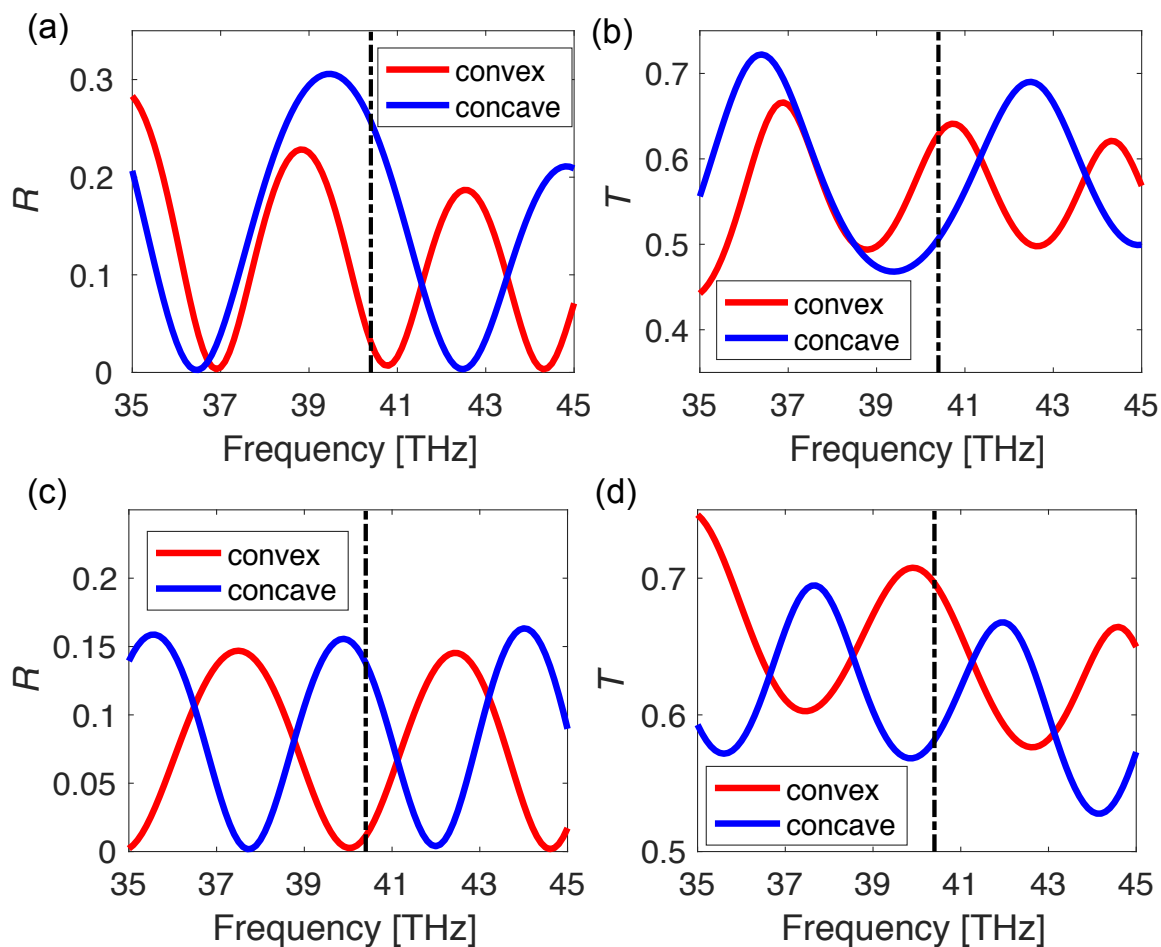 (a)
R
0.3
0.2
0.1
0
35
37
39
41
43
45
Frequency [THz]
convex
concave
(b)
T
0.7
0.6
0.5
0.4
35
37
39
41
43
45
Frequency [THz]
convex
concave
(c)
R
0.2
0.15
0.1
0.05
0
35
37
39
41
43
45
Frequency [THz]
convex
concave
(d)
T
0.7
0.6
0.5
35
37
39
41
43
45
Frequency [THz]
convex
concave